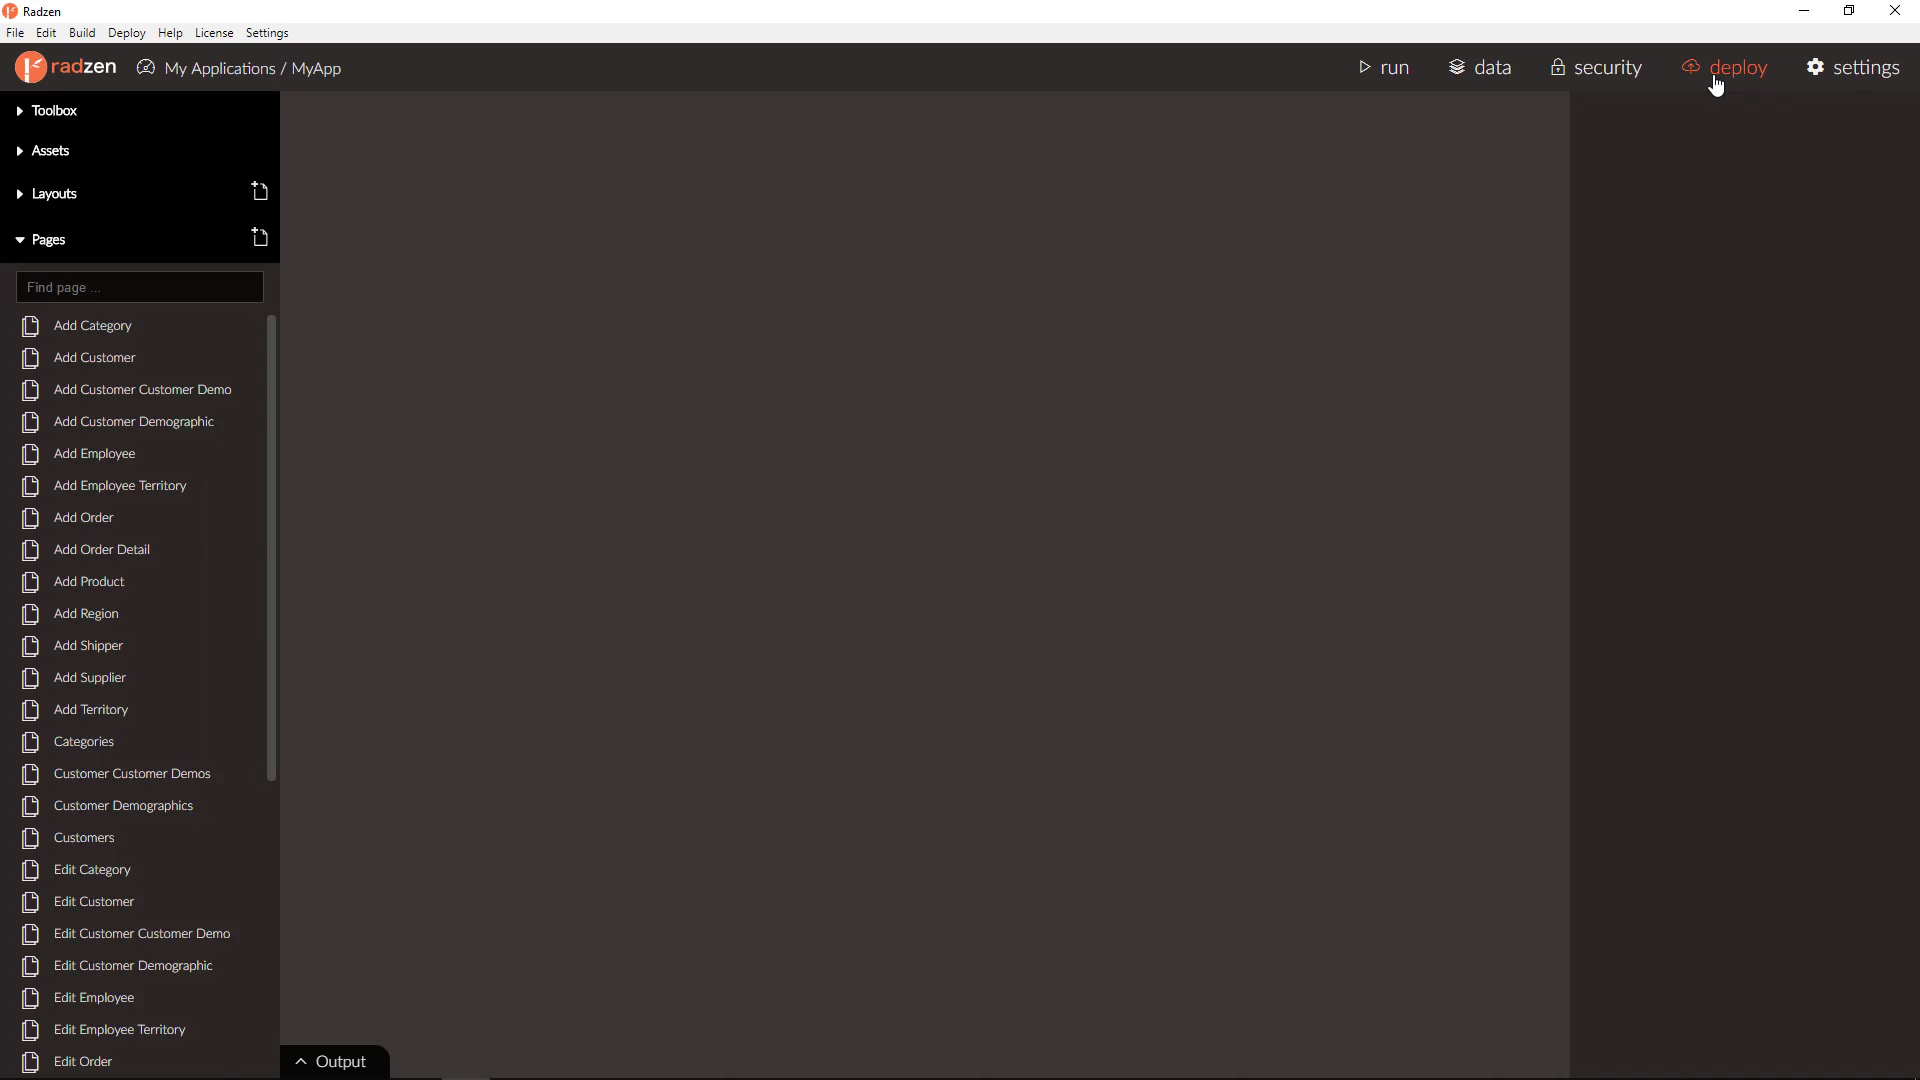 Radzen
File Edit Build Deploy Help License Settings
radzen My Applications / MyApp run data security deploy settings
Toolbox
Assets
Layouts
Pages
Find page ...
Add Category
Add Customer
Add Customer Customer Demo
Add Customer Demographic
Add Employee
Add Employee Territory
Add Order
Add Order Detail
Add Product
Add Region
Add Shipper
Add Supplier
Add Territory
Categories
Customer Customer Demos
Customer Demographics
Customers
Edit Category
Edit Customer
Edit Customer Customer Demo
Edit Customer Demographic
Edit Employee
Edit Employee Territory
Edit Order
Output